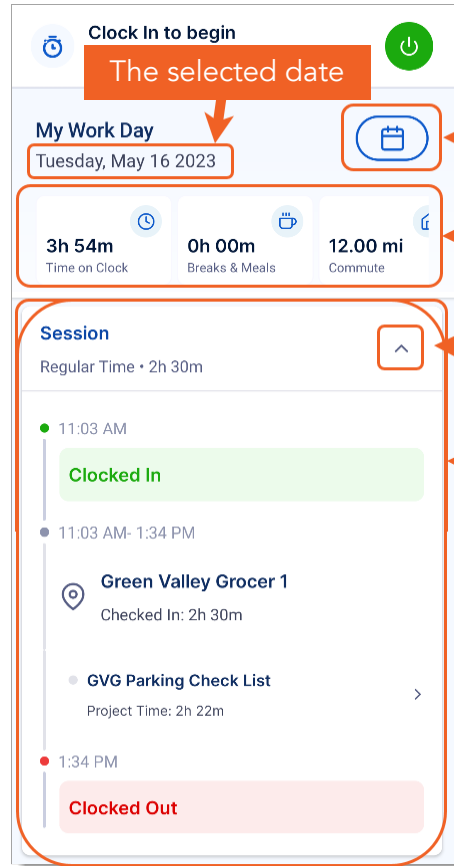 Clock In to begin
The selected date
My Work Day
Tuesday, May 16 2023
3h 54m
Time on Clock
0h 00m
Breaks & Meals
12.00 mi
Commute
Session
Regular Time • 2h 30m
11:03 AM
Clocked In
11:03 AM- 1:34 PM
Green Valley Grocer 1
Checked In: 2h 30m
GVG Parking Check List
Project Time: 2h 22m
1:34 PM
Clocked Out